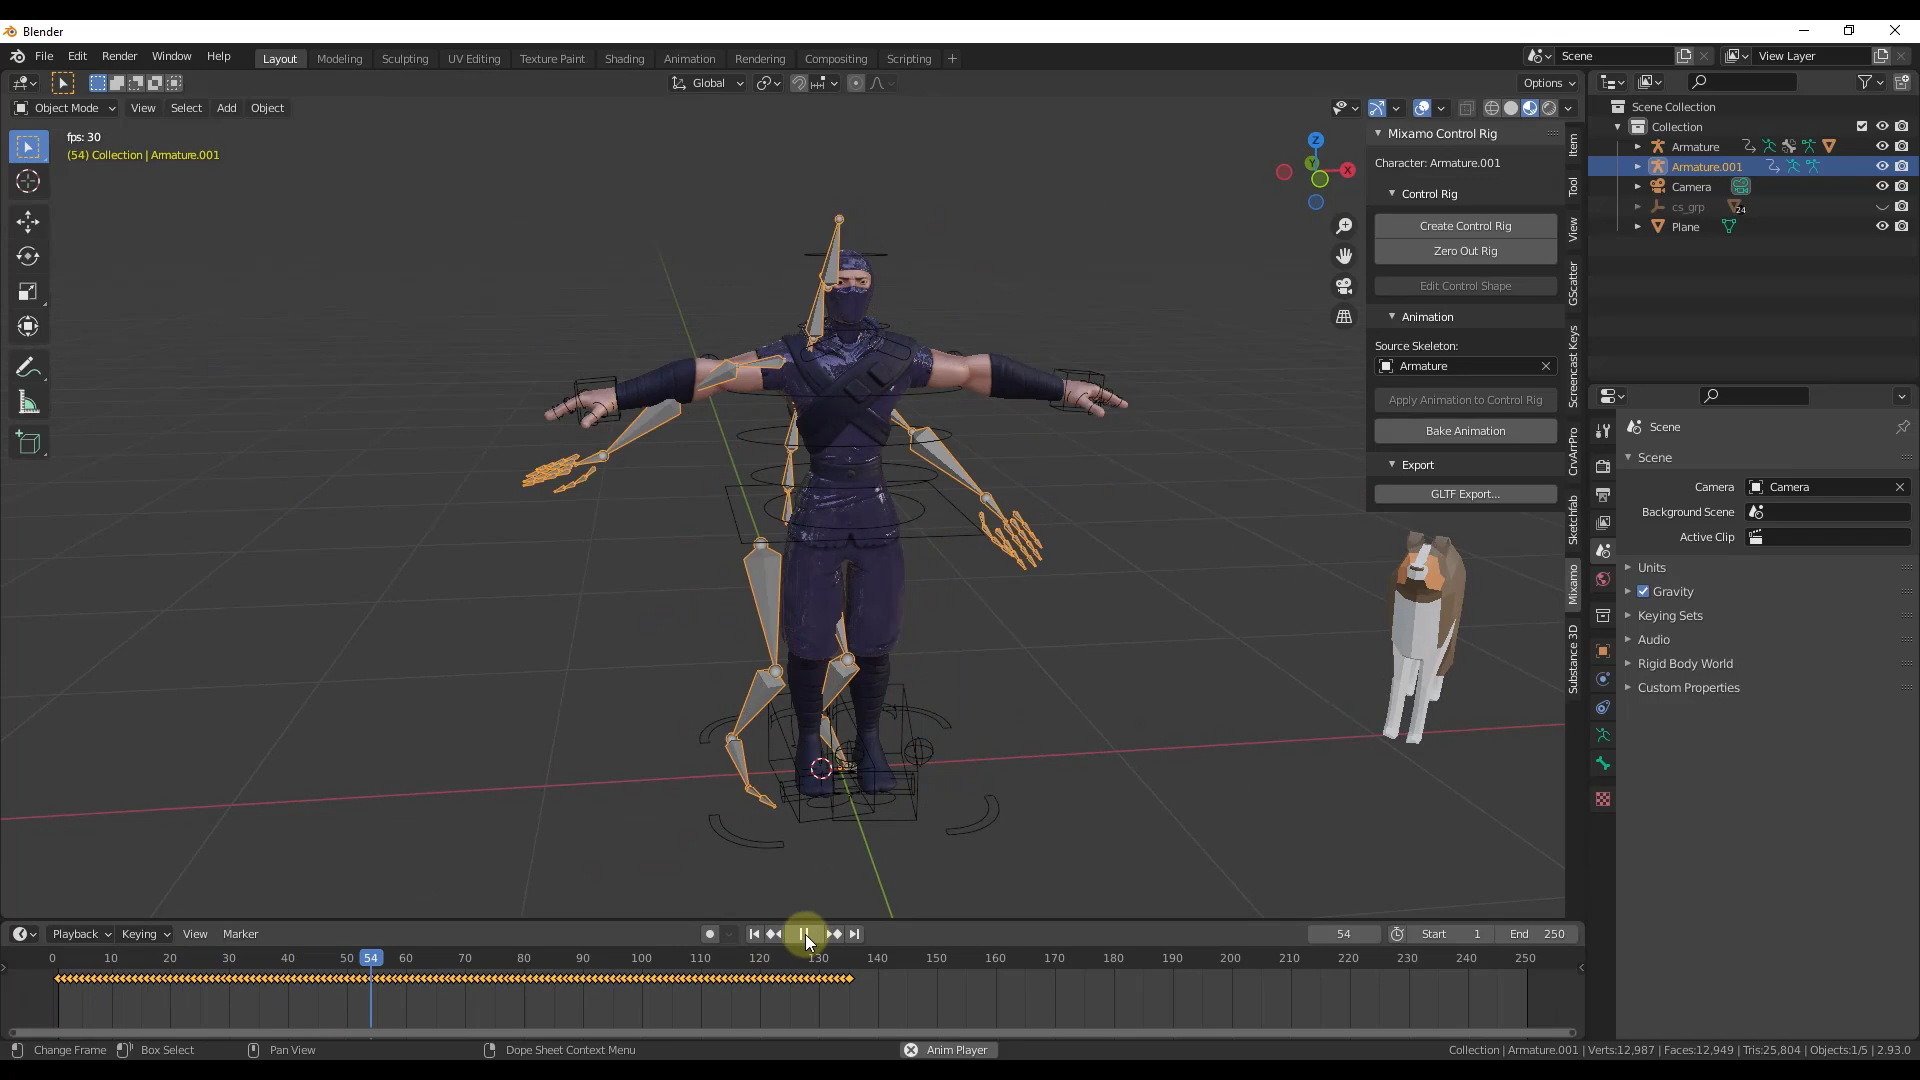 Blender
File Edit Render Window Help Layout Modeling Sculpting UV Editing Texture Paint Shading Animation Rendering Compositing Scripting + Scene View Layer
Global Options
Object Mode View Select Add Object
fps: 30
(54) Collection | Armature.001
Z
Y
X
Mixamo Control Rig
Character: Armature.001
Control Rig
Create Control Rig
Zero Out Rig
Edit Control Shape
Animation
Source Skeleton:
Armature
Apply Animation to Control Rig
Bake Animation
Export
GLTF Export...
Item
Tool
View
GScatter
Screencast Keys
CrvArrPro
Sketchfab
Mixamo
Substance 3D
Scene Collection
Collection
Armature
Armature.001
Camera
cs_grp 24
Plane
Scene
Scene
Camera Camera
Background Scene
Active Clip
Units
Gravity
Keying Sets
Audio
Rigid Body World
Custom Properties
Playback Keying View Marker 54 Start 1 End 250
0 10 20 30 40 50 54 60 70 80 90 100 110 120 130 140 150 160 170 180 190 200 210 220 230 240 250
Change Frame Box Select Pan View Dope Sheet Context Menu Anim Player Collection | Armature.001 | Verts:12,987 | Faces:12,949 | Tris:25,804 | Objects:1/5 | 2.93.0